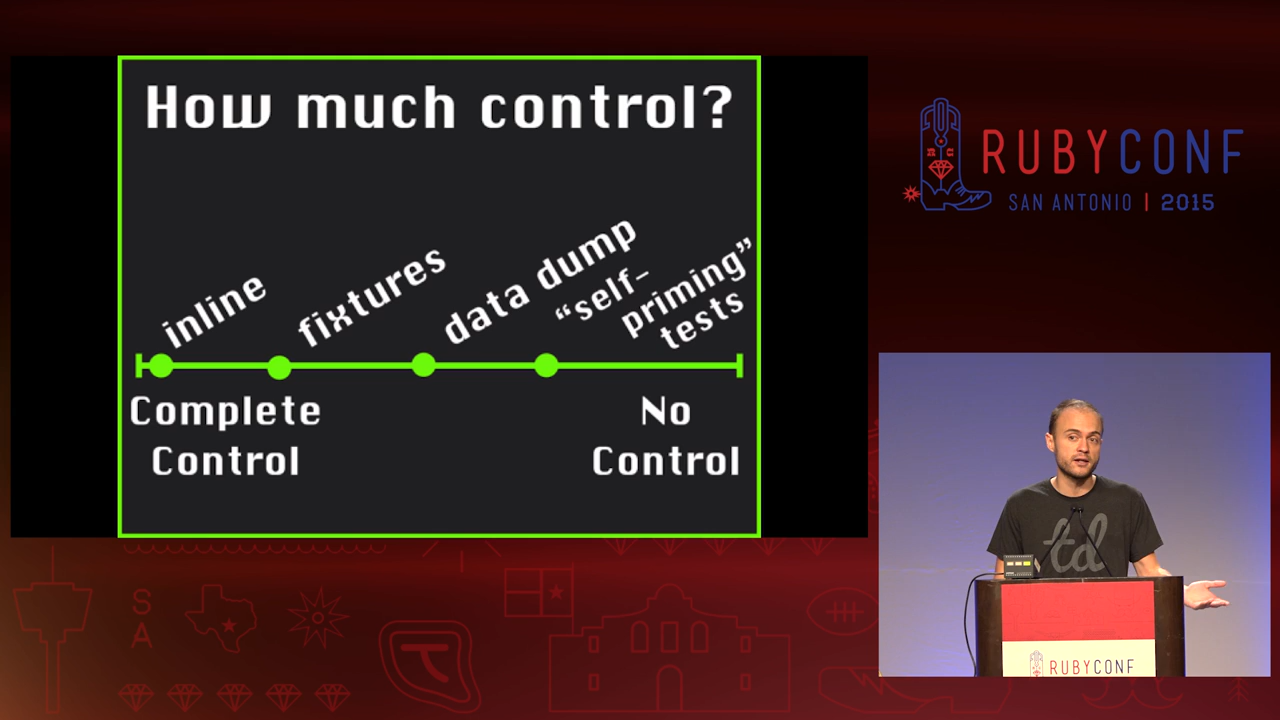 How much control?
inline
fixtures
data dump
“self-
priming”
tests
Complete
Control
No
Control
RUBYCONF
SAN ANTONIO | 2015
td
RUBYCONF
S
A